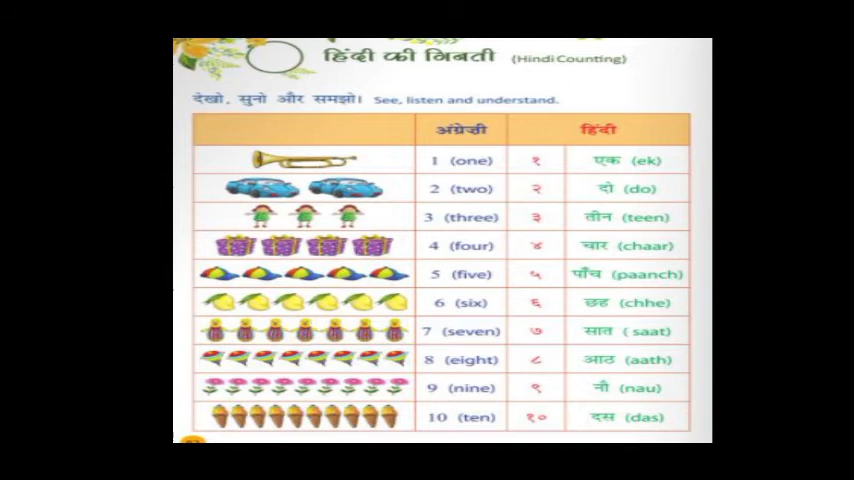 हिंदी की गिनती (Hindi Counting)
देखो, सुनो और समझो। See, listen and understand.
अंग्रेज़ी हिंदी
1 (one) १ एक (ek)
2 (two) २ दो (do)
3 (three) ३ तीन (teen)
4 (four) ४ चार (chaar)
5 (five) ५ पाँच (paanch)
6 (six) ६ छह (chhe)
7 (seven) ७ सात ( saat)
8 (eight) ८ आठ (aath)
9 (nine) ९ नौ (nau)
10 (ten) १० दस (das)